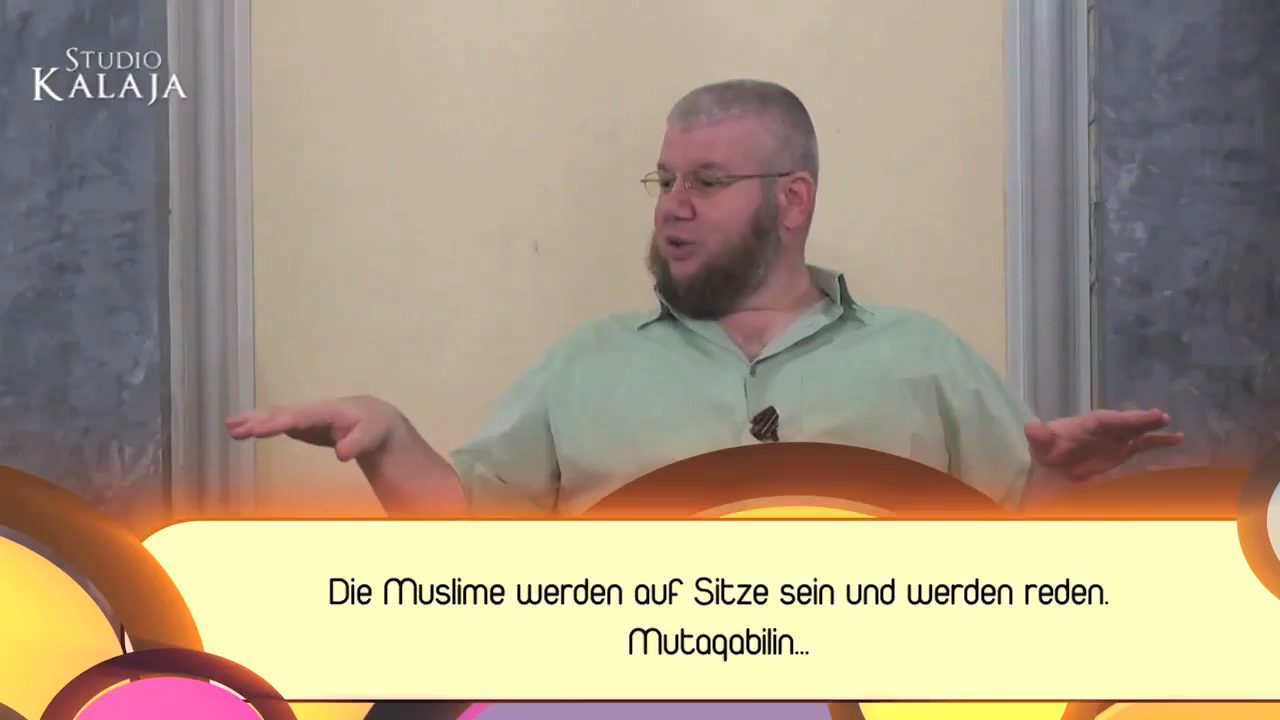 STUDIO
KALAJA
Die Muslime werden auf Sitze sein und werden reden.
Mutaqabilin...